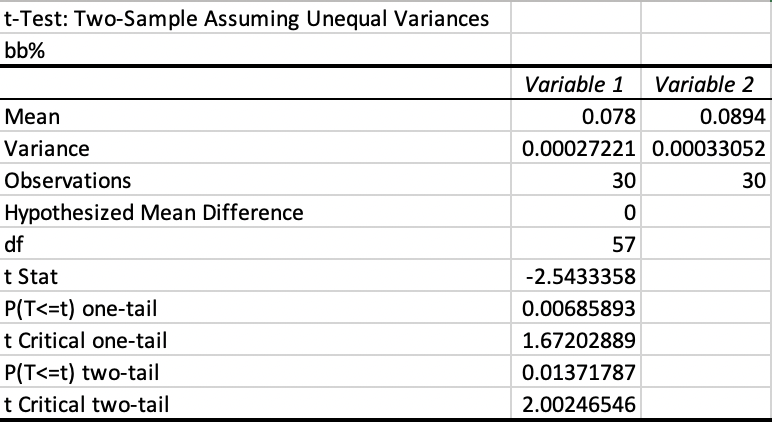 t-Test: Two-Sample Assuming Unequal Variances
bb%
Variable 1 Variable 2
Mean 0.078 0.0894
Variance 0.00027221 0.00033052
Observations 30 30
Hypothesized Mean Difference 0
df 57
t Stat -2.5433358
P(T<=t) one-tail 0.00685893
t Critical one-tail 1.67202889
P(T<=t) two-tail 0.01371787
t Critical two-tail 2.00246546